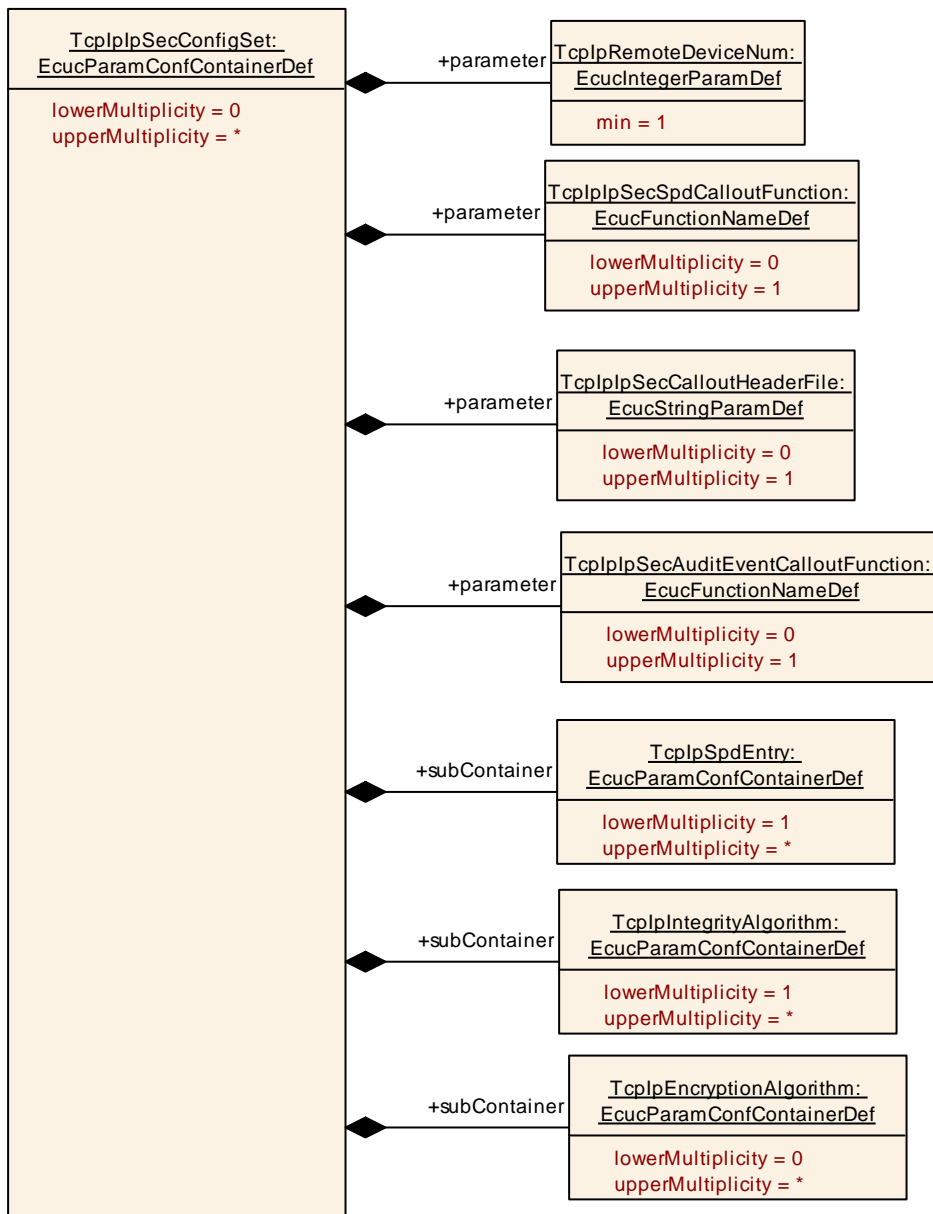 TcpIpIpSecConfigSet:
EcucParamConfContainerDef
lowerMultiplicity = 0
upperMultiplicity = *
+parameter
TcpIpRemoteDeviceNum:
EcucIntegerParamDef
min = 1
+parameter
TcpIpIpSecSpdCalloutFunction:
EcucFunctionNameDef
lowerMultiplicity = 0
upperMultiplicity = 1
+parameter
TcpIpIpSecCalloutHeaderFile:
EcucStringParamDef
lowerMultiplicity = 0
upperMultiplicity = 1
+parameter
TcpIpIpSecAuditEventCalloutFunction:
EcucFunctionNameDef
lowerMultiplicity = 0
upperMultiplicity = 1
+subContainer
TcpIpSpdEntry:
EcucParamConfContainerDef
lowerMultiplicity = 1
upperMultiplicity = *
+subContainer
TcpIpIntegrityAlgorithm:
EcucParamConfContainerDef
lowerMultiplicity = 1
upperMultiplicity = *
+subContainer
TcpIpEncryptionAlgorithm:
EcucParamConfContainerDef
lowerMultiplicity = 0
upperMultiplicity = *